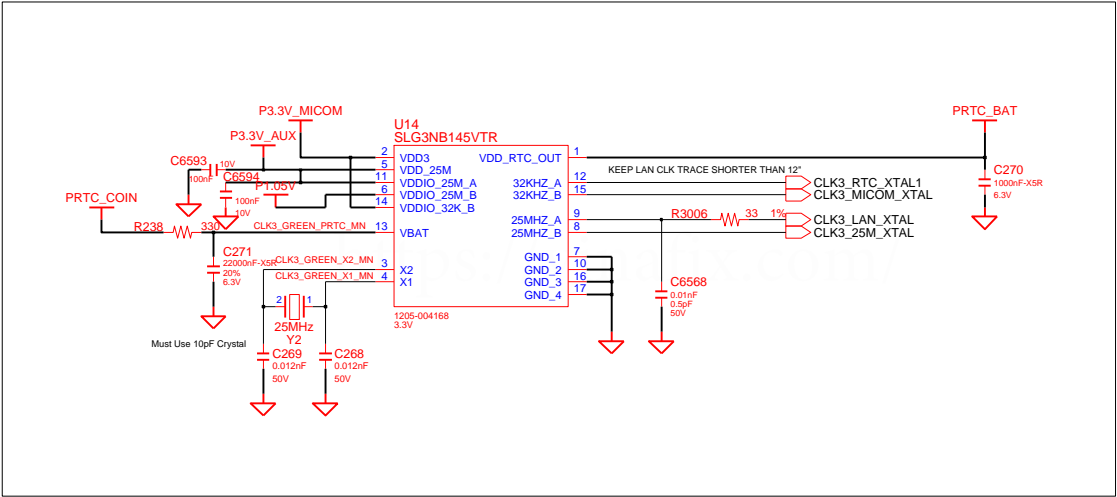 P3.3V_MICOM
PRTC_BAT
U14
SLG3NB145VTR
P3.3V_AUX
2 VDD3
5 VDD_25M
11 VDDIO_25M_A
6 VDDIO_25M_B
14 VDDIO_32K_B
13 VBAT
3 X2
4 X1
VDD_RTC_OUT 1
32KHZ_A 12
32KHZ_B 15
25MHZ_A 9
25MHZ_B 8
GND_1 7
GND_2 10
GND_3 16
GND_4 17
1205-004168
3.3V
C6593
10V
100nF
C6594
100nF
10V
P1.05V
PRTC_COIN
R238 330
CLK3_GREEN_PRTC_MN
C271
22000nF-X5R
20%
6.3V
CLK3_GREEN_X2_MN
CLK3_GREEN_X1_MN
2 1
25MHz
Y2
Must Use 10pF Crystal
C269
0.012nF
50V
C268
0.012nF
50V
KEEP LAN CLK TRACE SHORTER THAN 12"
CLK3_RTC_XTAL1
CLK3_MICOM_XTAL
R3006 33 1%
CLK3_LAN_XTAL
CLK3_25M_XTAL
C6568
0.01nF
0.5pF
50V
C270
1000nF-X5R
6.3V